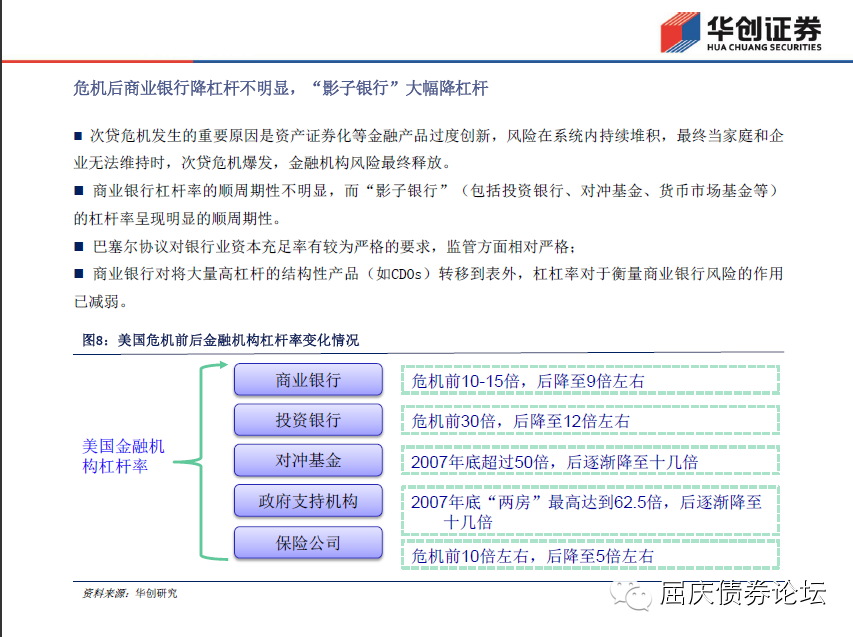 华创证券
HUA CHUANG SECURITIES
危机后商业银行降杠杆不明显，“影子银行”大幅降杠杆
■ 次贷危机发生的重要原因是资产证券化等金融产品过度创新，风险在系统内持续堆积，最终当家庭和企
业无法维持时，次贷危机爆发，金融机构风险最终释放。
■ 商业银行杠杆率的顺周期性不明显，而“影子银行”（包括投资银行、对冲基金、货币市场基金等）
的杠杆率呈现明显的顺周期性。
■ 巴塞尔协议对银行业资本充足率有较为严格的要求，监管方面相对严格；
■ 商业银行对将大量高杠杆的结构性产品（如CDOs）转移到表外，杠杠率对于衡量商业银行风险的作用
已减弱。
图8：美国危机前后金融机构杠杆率变化情况
美国金融机
构杠杆率
商业银行
危机前10-15倍，后降至9倍左右
投资银行
危机前30倍，后降至12倍左右
对冲基金
2007年底超过50倍，后逐渐降至十几倍
政府支持机构
2007年底“两房”最高达到62.5倍，后逐渐降至
十几倍
保险公司
危机前10倍左右，后降至5倍左右
资料来源：华创研究
屈庆债券论坛